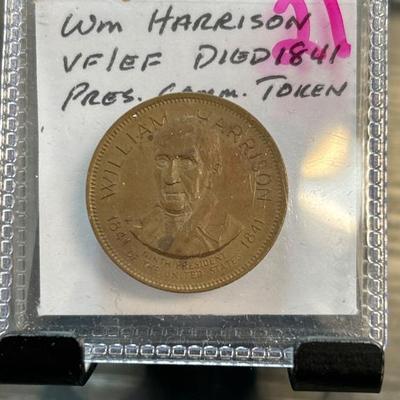 Wm HARRISON
VF/EF DIED 1841
PRES. COMM. TOKEN
21
WILLIAM HARRISON
1841 1841
NINTH PRESIDENT
OF THE UNITED STATES